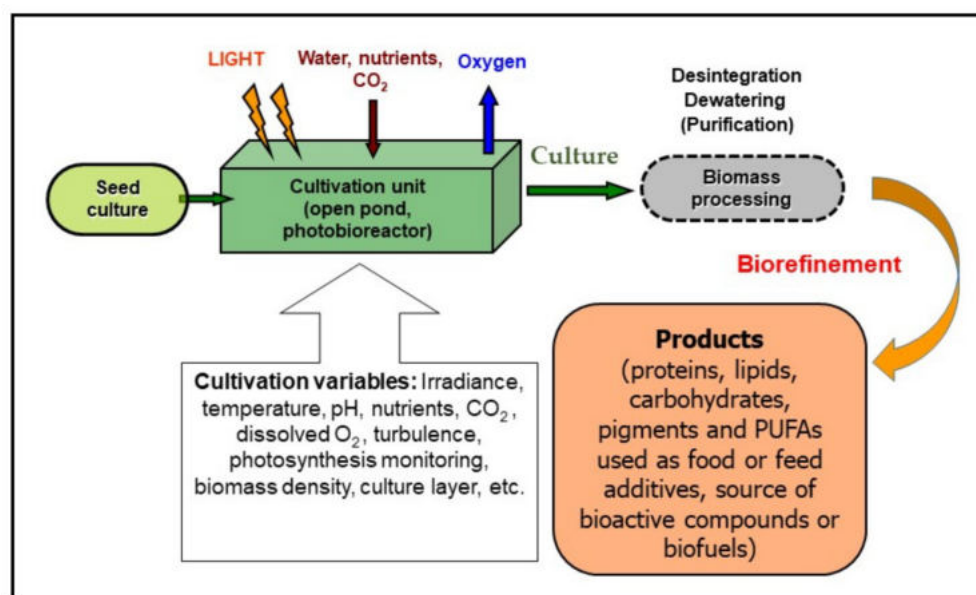 LIGHT
Water, nutrients,
CO₂
Oxygen
Desintegration
Dewatering
(Purification)
Seed
culture
Cultivation unit
(open pond,
photobioreactor)
Culture
Biomass
processing
Biorefinement
Cultivation variables: Irradiance,
temperature, pH, nutrients, CO₂,
dissolved O₂, turbulence,
photosynthesis monitoring,
biomass density, culture layer, etc.
Products
(proteins, lipids,
carbohydrates,
pigments and PUFAs
used as food or feed
additives, source of
bioactive compounds or
biofuels)